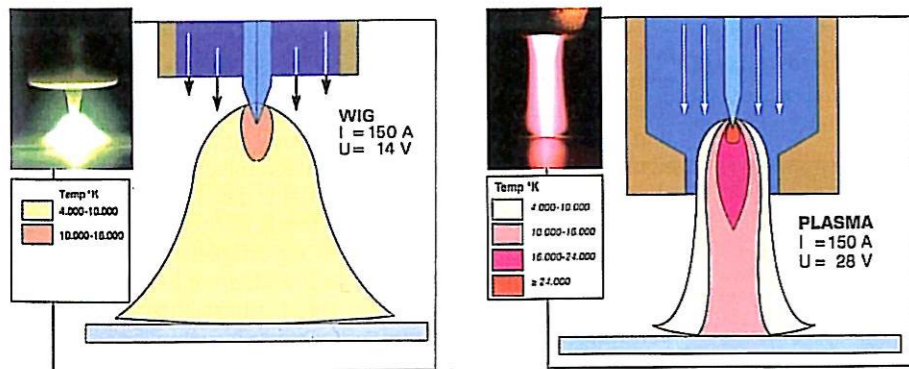 WIG
I = 150 A
U = 14 V
Temp °K
4.000-10.000
10.000-16.000
Temp °K
4.000-10.000
10.000-16.000
16.000-24.000
≥ 24.000
PLASMA
I = 150 A
U = 28 V